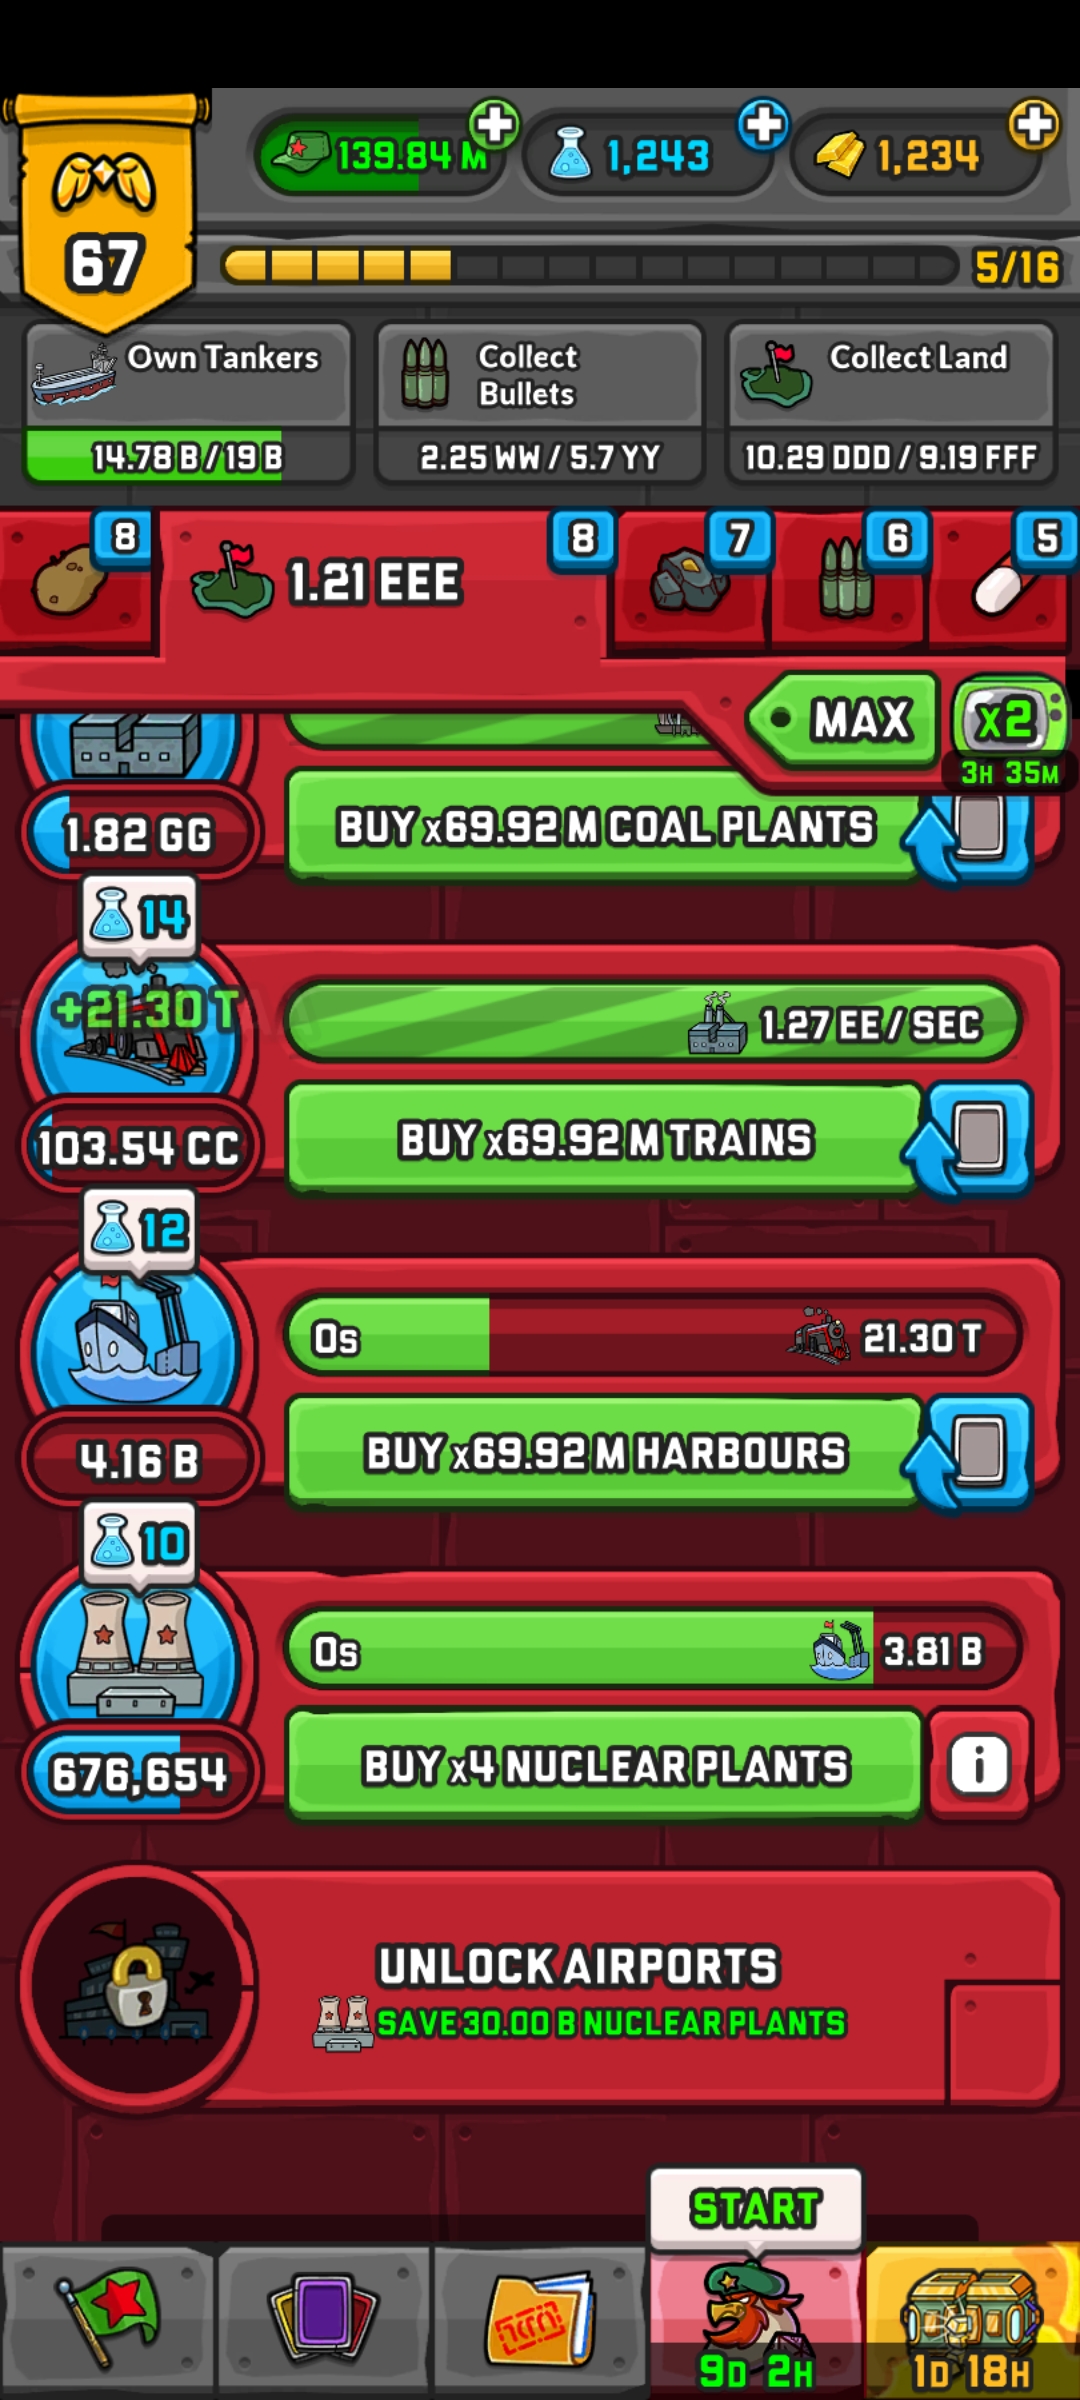 139.84 M
1,243
1,234
67
5/16
Own Tankers
14.78 B / 19 B
Collect
Bullets
2.25 WW / 5.7 YY
Collect Land
10.29 DDD / 9.19 FFF
8
1.21 EEE
8
7
6
5
MAX
x2
3H 35M
1.82 GG
BUY x69.92 M COAL PLANTS
14
+21.30 T
1.27 EE / SEC
103.54 CC
BUY x69.92 M TRAINS
12
0s
21.30 T
4.16 B
BUY x69.92 M HARBOURS
10
0s
3.81 B
676,654
BUY x4 NUCLEAR PLANTS
i
UNLOCK AIRPORTS
SAVE 30.00 B NUCLEAR PLANTS
START
9D 2H
1D 18H